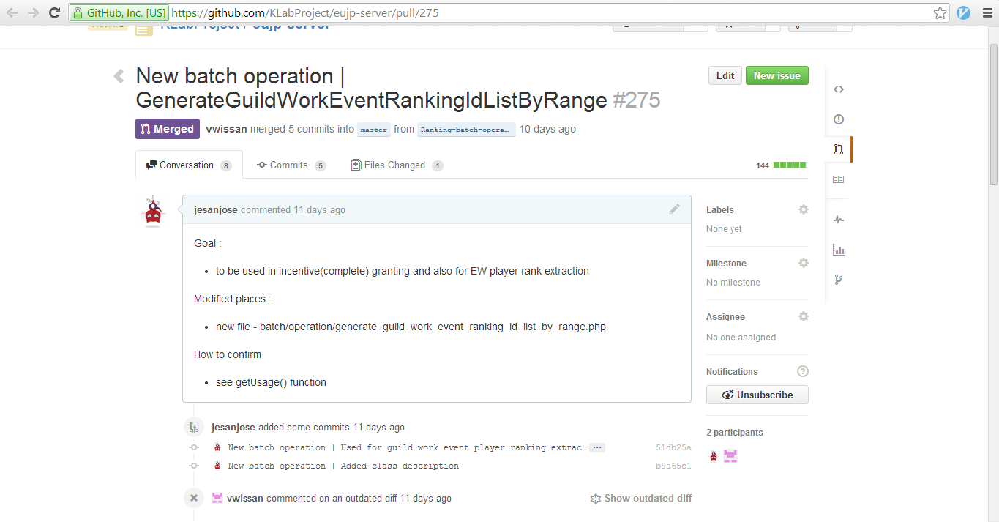 GitHub, Inc. [US] https://github.com/KLabProject/eujp-server/pull/275
KLabProject / eujp-server
New batch operation |
GenerateGuildWorkEventRankingIdListByRange #275
Edit
New issue
Merged vwissan merged 5 commits into master from Ranking-batch-opera… 10 days ago
Conversation 8
Commits 5
Files Changed 1
144
jesanjose commented 11 days ago
Goal :
• to be used in incentive(complete) granting and also for EW player rank extraction
Modified places :
• new file - batch/operation/generate_guild_work_event_ranking_id_list_by_range.php
How to confirm
• see getUsage() function
jesanjose added some commits 11 days ago
New batch operation | Used for guild work event player ranking extrac… ... 51db25a
New batch operation | Added class description b9a65c1
vwissan commented on an outdated diff 11 days ago
Show outdated diff
Labels
None yet
Milestone
No milestone
Assignee
No one assigned
Notifications
?
Unsubscribe
2 participants